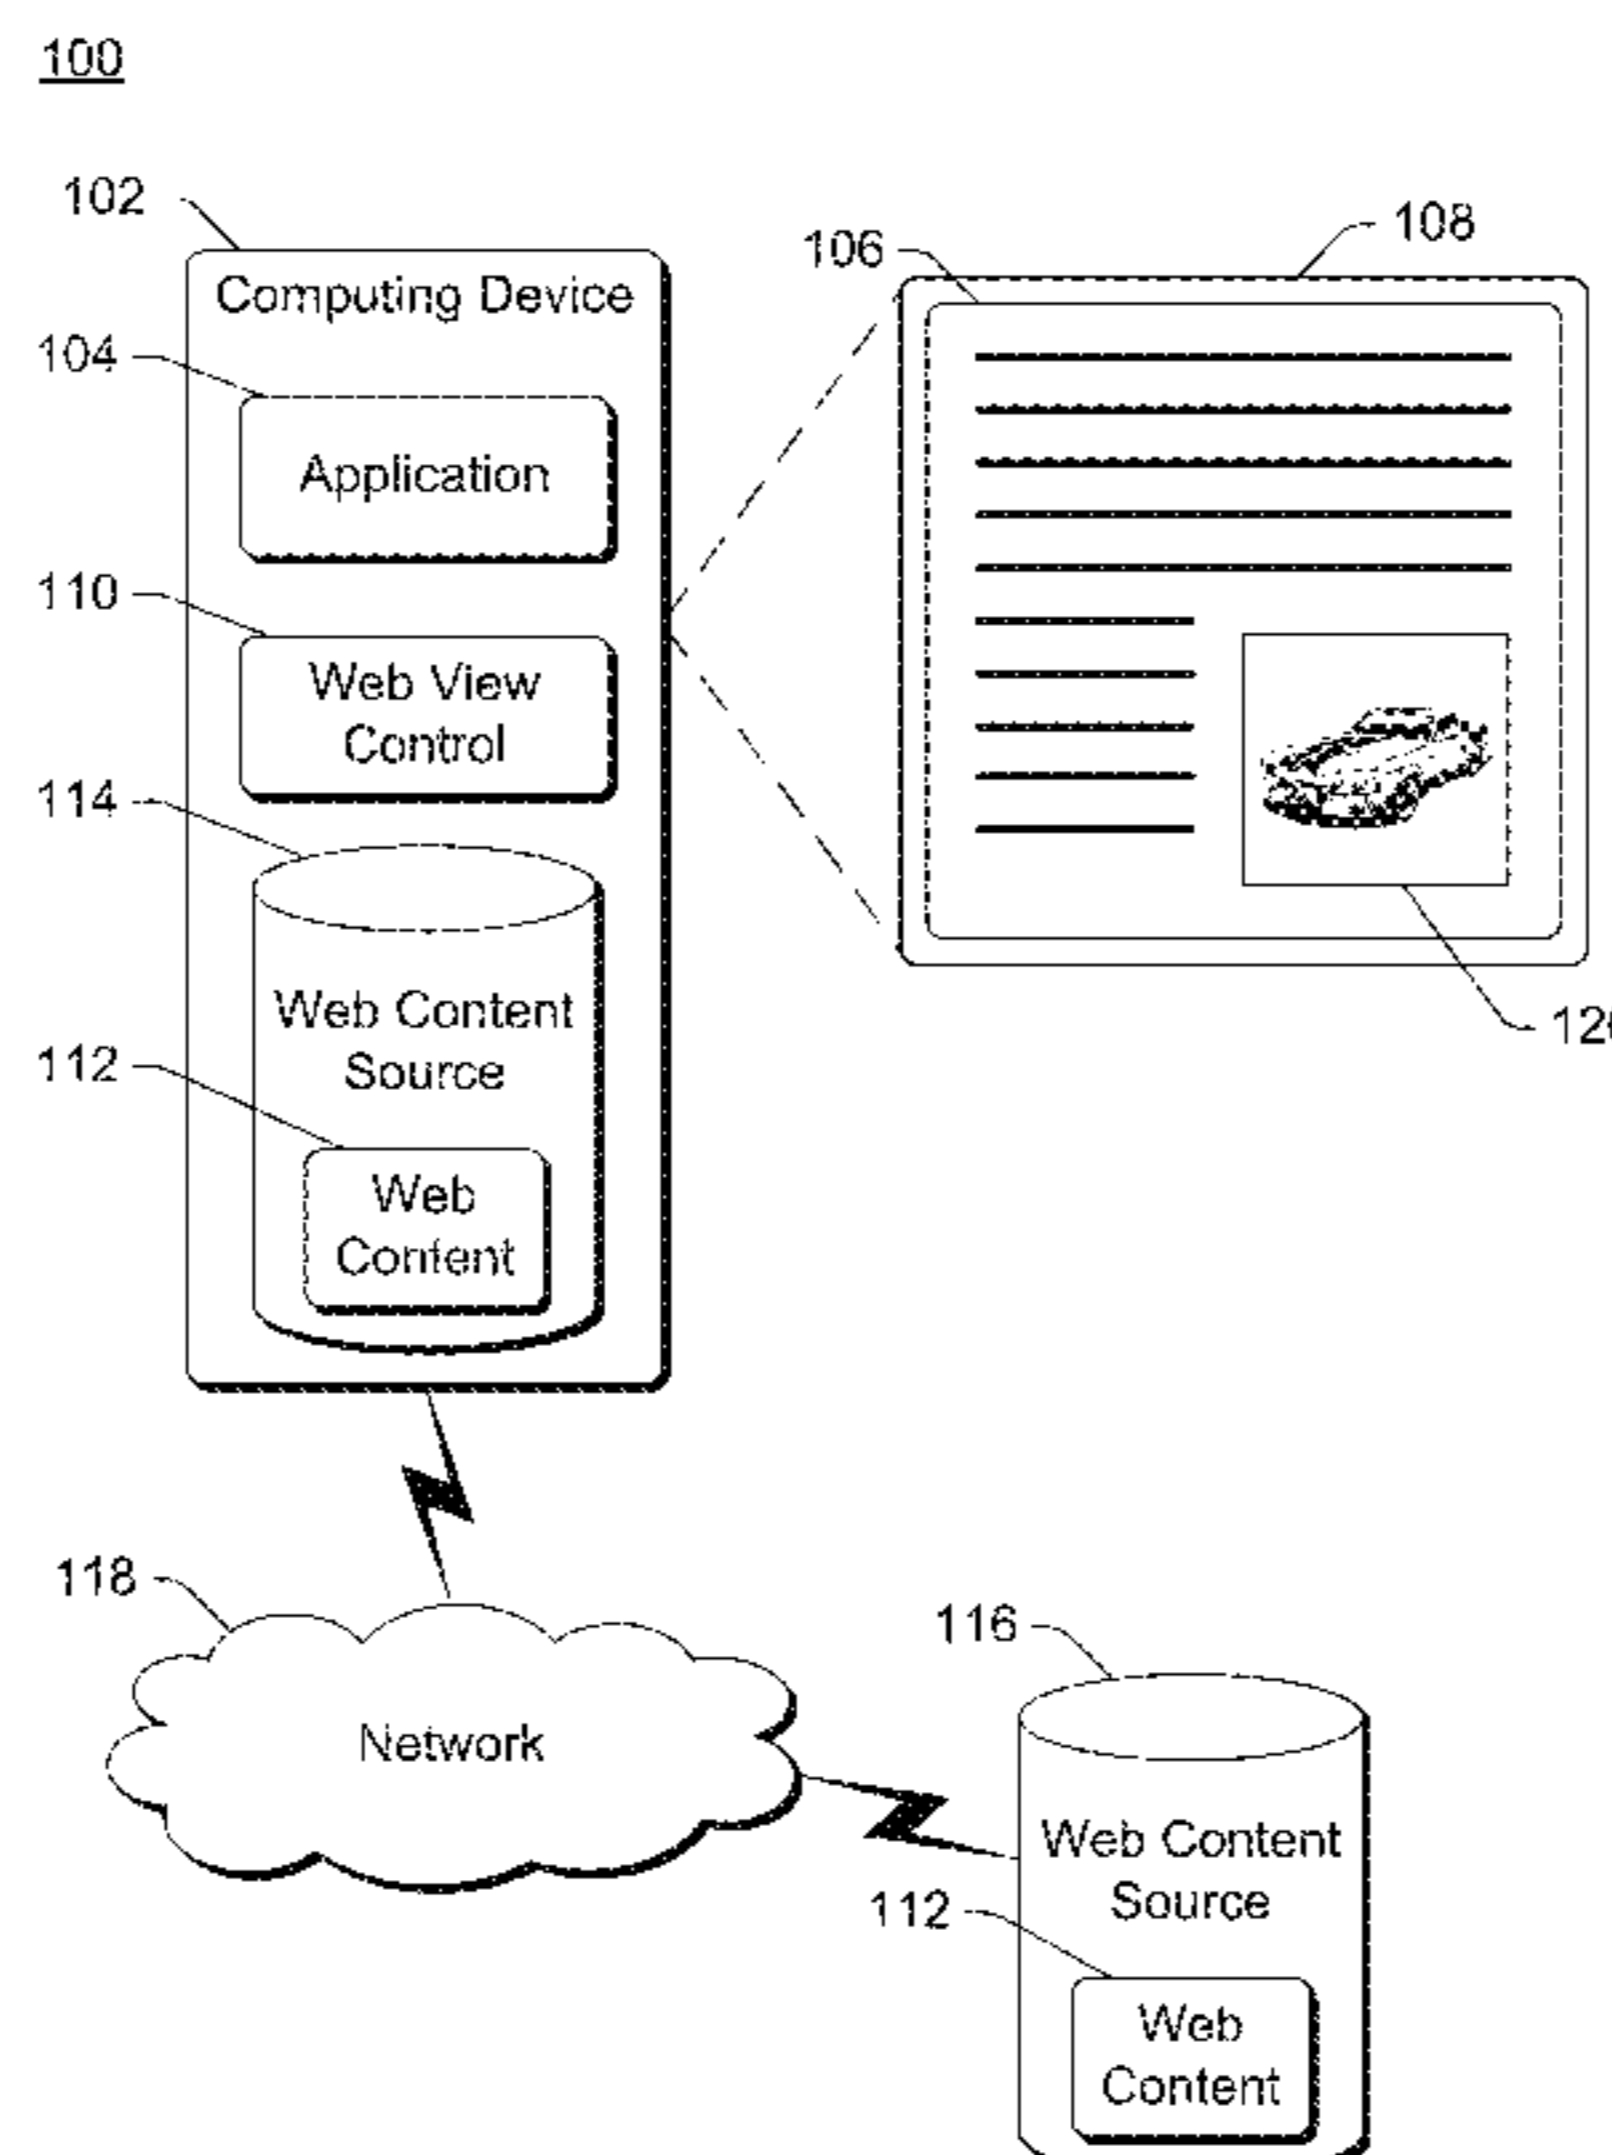 100
102
108
106
Computing Device
104
Application
110
Web View
Control
114
Web Content
Source
112
Web
Content
118
116
Network
Web Content
Source
112
Web
Content